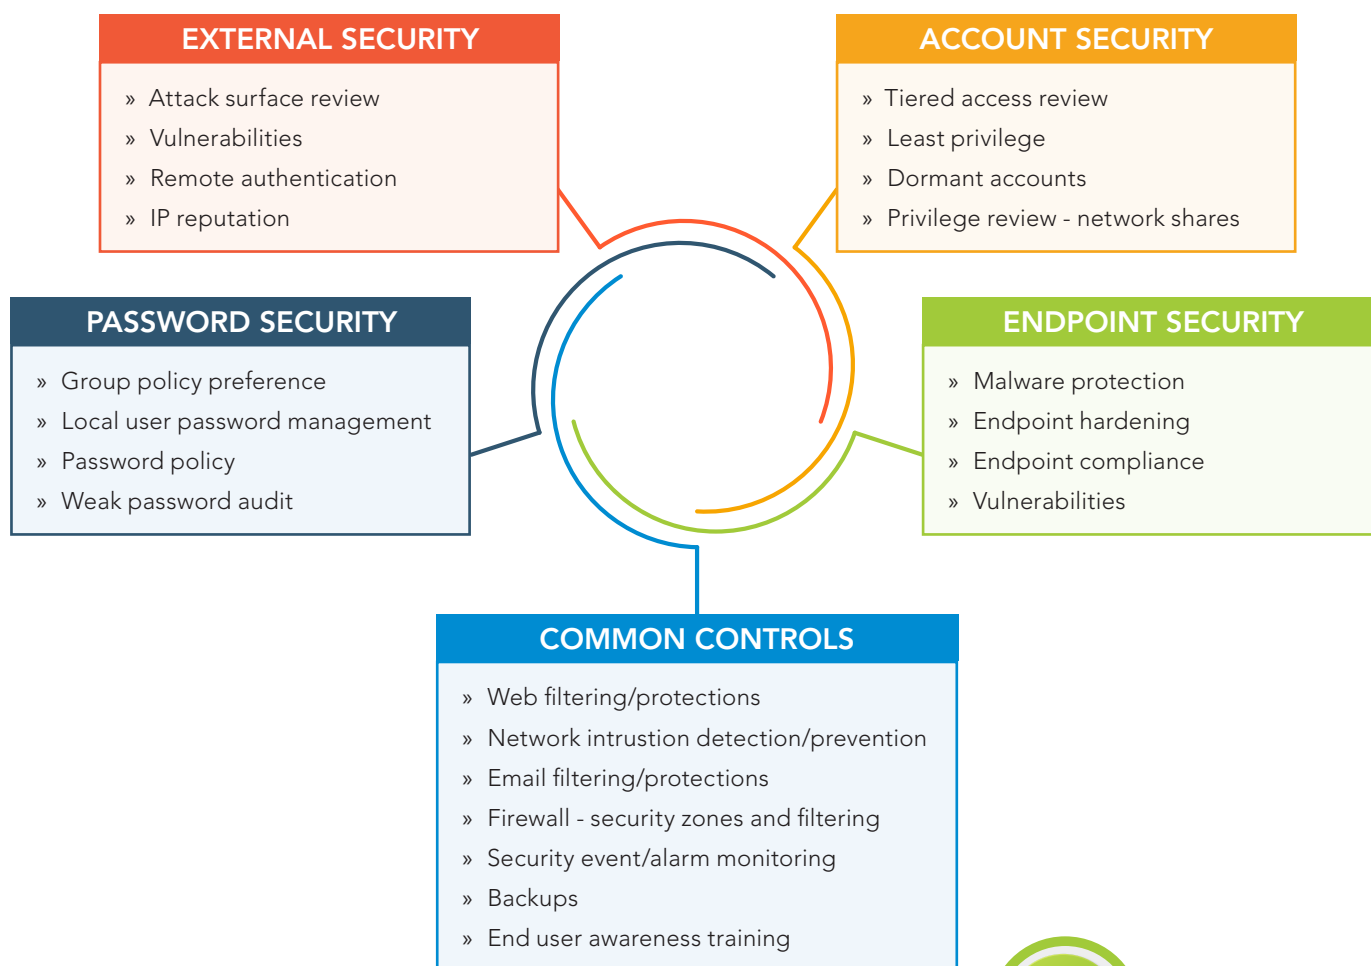 EXTERNAL SECURITY
» Attack surface review
» Vulnerabilities
» Remote authentication
» IP reputation
ACCOUNT SECURITY
» Tiered access review
» Least privilege
» Dormant accounts
» Privilege review - network shares
PASSWORD SECURITY
» Group policy preference
» Local user password management
» Password policy
» Weak password audit
ENDPOINT SECURITY
» Malware protection
» Endpoint hardening
» Endpoint compliance
» Vulnerabilities
COMMON CONTROLS
» Web filtering/protections
» Network intrustion detection/prevention
» Email filtering/protections
» Firewall - security zones and filtering
» Security event/alarm monitoring
» Backups
» End user awareness training